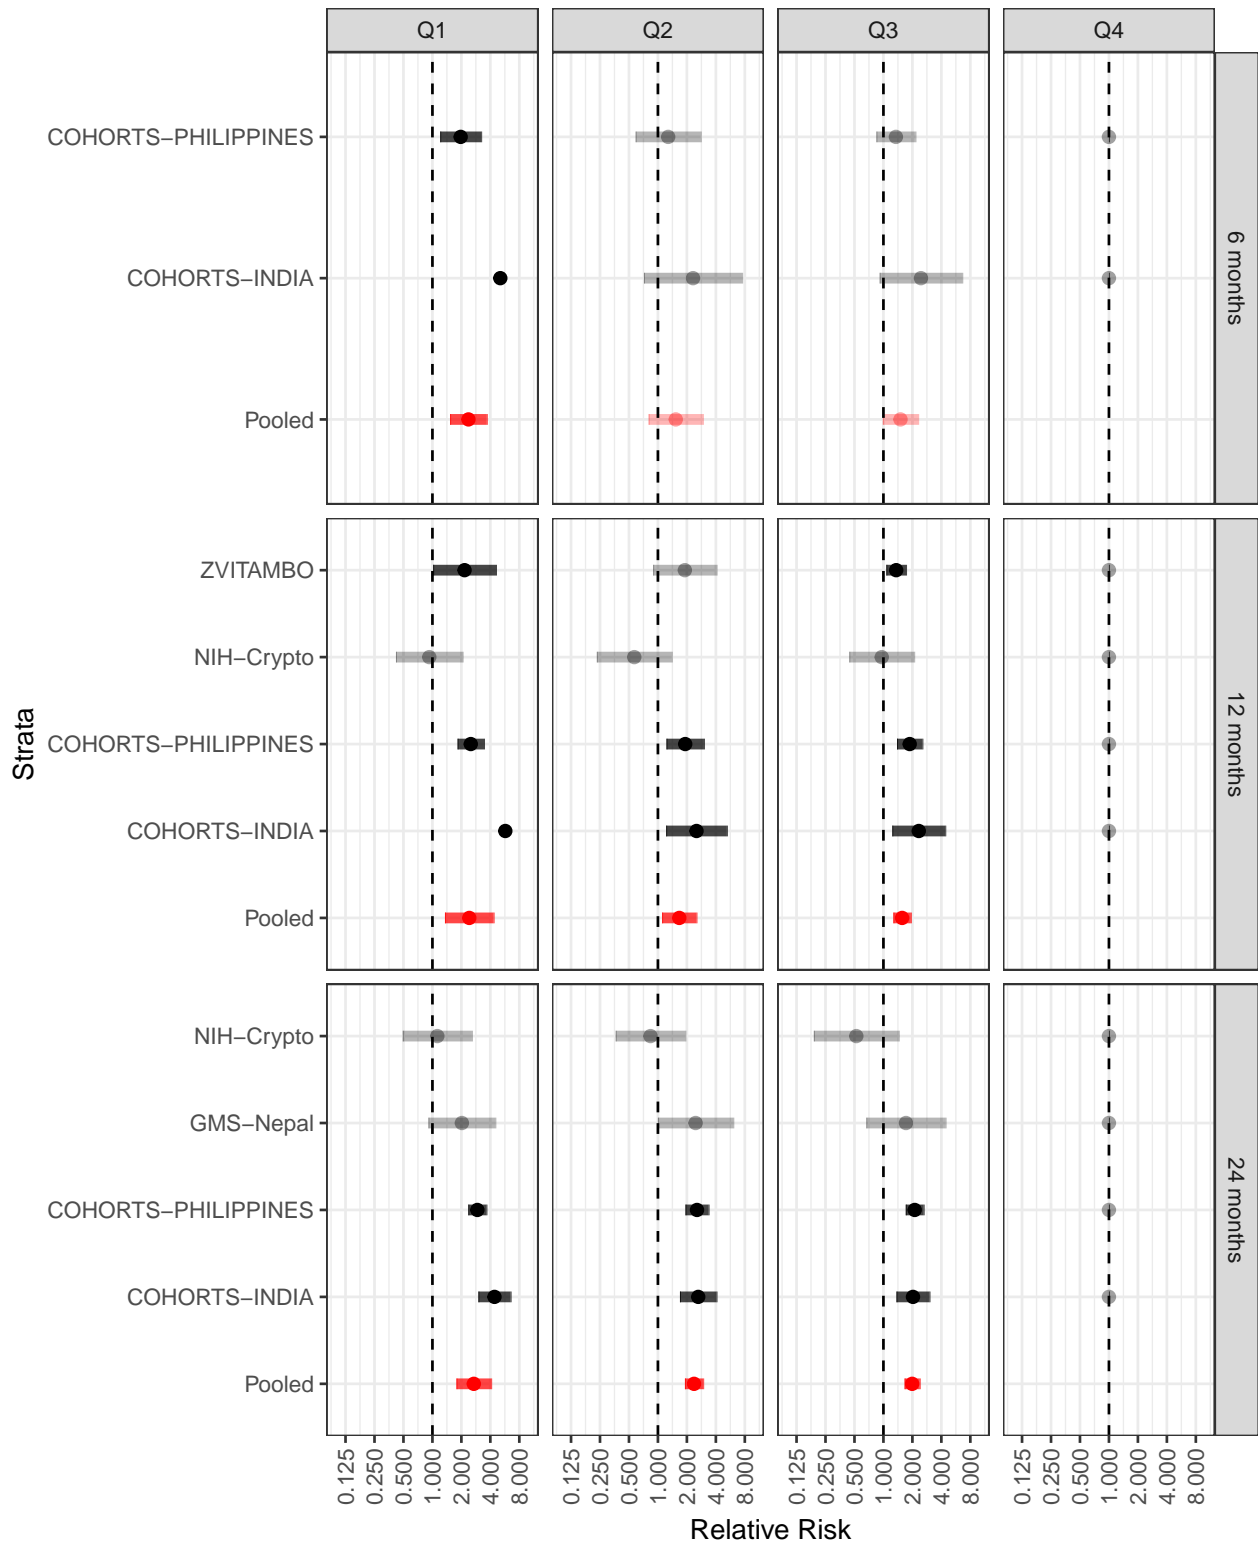 Q1 Q2 Q3 Q4
COHORTS−PHILIPPINES
COHORTS−INDIA
Pooled
6 months
ZVITAMBO
NIH−Crypto
COHORTS−PHILIPPINES
COHORTS−INDIA
Pooled
12 months
NIH−Crypto
GMS−Nepal
COHORTS−PHILIPPINES
COHORTS−INDIA
Pooled
24 months
Strata
0.125 0.250 0.500 1.000 2.000 4.000 8.000 0.125 0.250 0.500 1.000 2.000 4.000 8.000 0.125 0.250 0.500 1.000 2.000 4.000 8.000 0.125 0.250 0.500 1.000 2.000 4.000 8.000
Relative Risk